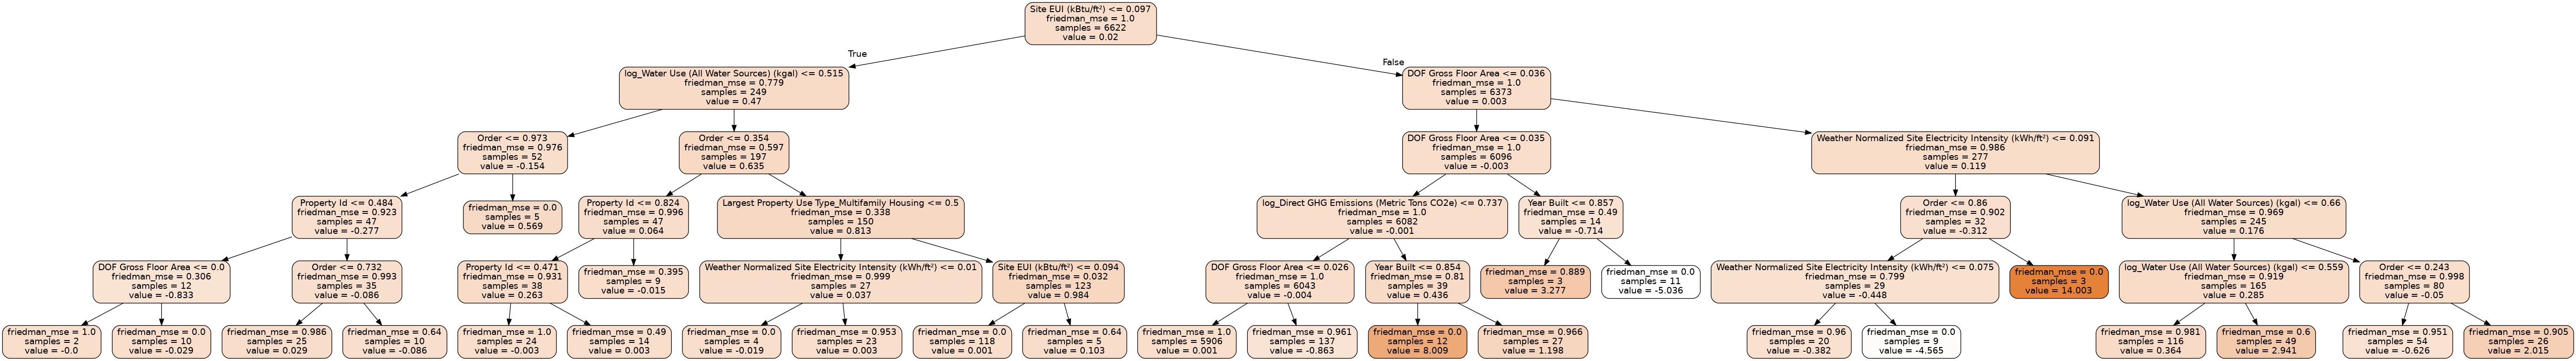 Site EUI (kBtu/ft²) <= 0.097
friedman_mse = 1.0
samples = 6622
value = 0.02
True
False
log_Water Use (All Water Sources) (kgal) <= 0.515
friedman_mse = 0.779
samples = 249
value = 0.47
DOF Gross Floor Area <= 0.036
friedman_mse = 1.0
samples = 6373
value = 0.003
Order <= 0.973
friedman_mse = 0.976
samples = 52
value = -0.154
Order <= 0.354
friedman_mse = 0.597
samples = 197
value = 0.635
DOF Gross Floor Area <= 0.035
friedman_mse = 1.0
samples = 6096
value = -0.003
Weather Normalized Site Electricity Intensity (kWh/ft²) <= 0.091
friedman_mse = 0.986
samples = 277
value = 0.119
Property Id <= 0.484
friedman_mse = 0.923
samples = 47
value = -0.277
friedman_mse = 0.0
samples = 5
value = 0.569
Property Id <= 0.824
friedman_mse = 0.996
samples = 47
value = 0.064
Largest Property Use Type_Multifamily Housing <= 0.5
friedman_mse = 0.338
samples = 150
value = 0.813
log_Direct GHG Emissions (Metric Tons CO2e) <= 0.737
friedman_mse = 1.0
samples = 6082
value = -0.001
Year Built <= 0.857
friedman_mse = 0.49
samples = 14
value = -0.714
Order <= 0.86
friedman_mse = 0.902
samples = 32
value = -0.312
log_Water Use (All Water Sources) (kgal) <= 0.66
friedman_mse = 0.969
samples = 245
value = 0.176
DOF Gross Floor Area <= 0.0
friedman_mse = 0.306
samples = 12
value = -0.833
Order <= 0.732
friedman_mse = 0.993
samples = 35
value = -0.086
Property Id <= 0.471
friedman_mse = 0.931
samples = 38
value = 0.263
friedman_mse = 0.395
samples = 9
value = -0.015
Weather Normalized Site Electricity Intensity (kWh/ft²) <= 0.01
friedman_mse = 0.999
samples = 27
value = 0.037
Site EUI (kBtu/ft²) <= 0.094
friedman_mse = 0.032
samples = 123
value = 0.984
DOF Gross Floor Area <= 0.026
friedman_mse = 1.0
samples = 6043
value = -0.004
Year Built <= 0.854
friedman_mse = 0.81
samples = 39
value = 0.436
friedman_mse = 0.889
samples = 3
value = 3.277
friedman_mse = 0.0
samples = 11
value = -5.036
Weather Normalized Site Electricity Intensity (kWh/ft²) <= 0.075
friedman_mse = 0.799
samples = 29
value = -0.448
friedman_mse = 0.0
samples = 3
value = 14.003
log_Water Use (All Water Sources) (kgal) <= 0.559
friedman_mse = 0.919
samples = 165
value = 0.285
Order <= 0.243
friedman_mse = 0.998
samples = 80
value = -0.05
friedman_mse = 1.0
samples = 2
value = -0.0
friedman_mse = 0.0
samples = 10
value = -0.029
friedman_mse = 0.986
samples = 25
value = 0.029
friedman_mse = 0.64
samples = 10
value = -0.086
friedman_mse = 1.0
samples = 24
value = -0.003
friedman_mse = 0.49
samples = 14
value = 0.003
friedman_mse = 0.0
samples = 4
value = -0.019
friedman_mse = 0.953
samples = 23
value = 0.003
friedman_mse = 0.0
samples = 118
value = 0.001
friedman_mse = 0.64
samples = 5
value = 0.103
friedman_mse = 1.0
samples = 5906
value = 0.001
friedman_mse = 0.961
samples = 137
value = -0.863
friedman_mse = 0.0
samples = 12
value = 8.009
friedman_mse = 0.966
samples = 27
value = 1.198
friedman_mse = 0.96
samples = 20
value = -0.382
friedman_mse = 0.0
samples = 9
value = -4.565
friedman_mse = 0.981
samples = 116
value = 0.364
friedman_mse = 0.6
samples = 49
value = 2.941
friedman_mse = 0.951
samples = 54
value = -0.626
friedman_mse = 0.905
samples = 26
value = 2.015